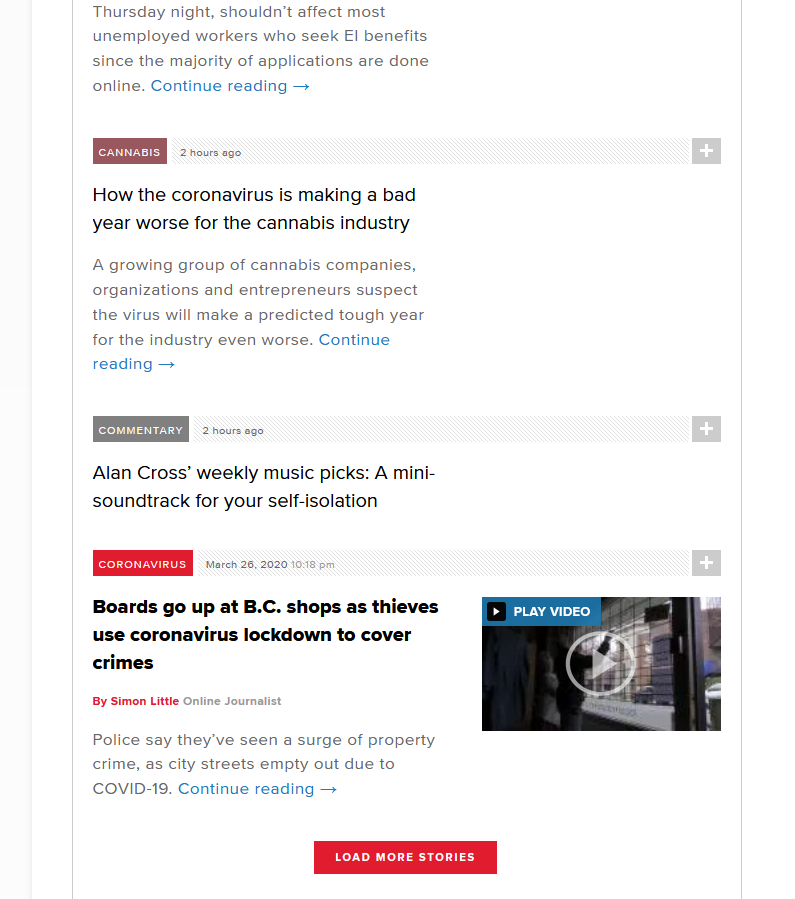 Thursday night, shouldn’t affect most
unemployed workers who seek EI benefits
since the majority of applications are done
online. Continue reading →
CANNABIS 2 hours ago
How the coronavirus is making a bad
year worse for the cannabis industry
A growing group of cannabis companies,
organizations and entrepreneurs suspect
the virus will make a predicted tough year
for the industry even worse. Continue
reading →
COMMENTARY 2 hours ago
Alan Cross’ weekly music picks: A mini-
soundtrack for your self-isolation
CORONAVIRUS March 26, 2020 10:18 pm
Boards go up at B.C. shops as thieves
use coronavirus lockdown to cover
crimes
PLAY VIDEO
By Simon Little Online Journalist
Police say they’ve seen a surge of property
crime, as city streets empty out due to
COVID-19. Continue reading →
LOAD MORE STORIES